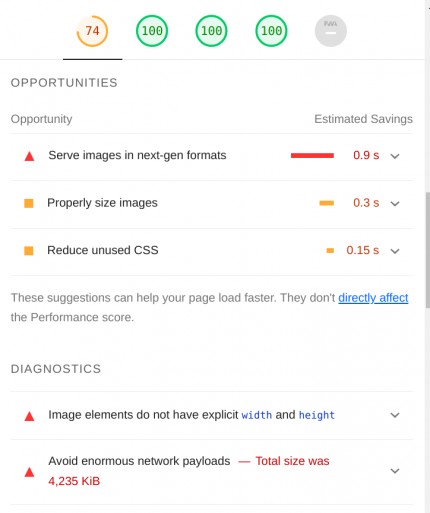 74 100 100 100 PWA
OPPORTUNITIES
Opportunity Estimated Savings
Serve images in next-gen formats 0.9 s
Properly size images 0.3 s
Reduce unused CSS 0.15 s
These suggestions can help your page load faster. They don't directly affect
the Performance score.
DIAGNOSTICS
Image elements do not have explicit width and height
Avoid enormous network payloads — Total size was
4,235 KiB